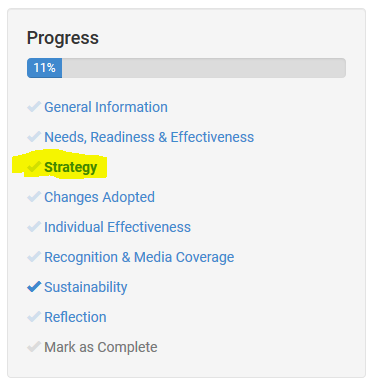 Progress
11%
General Information
Needs, Readiness & Effectiveness
Strategy
Changes Adopted
Individual Effectiveness
Recognition & Media Coverage
Sustainability
Reflection
Mark as Complete